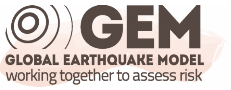 GEM
GLOBAL EARTHQUAKE MODEL
working together to assess risk